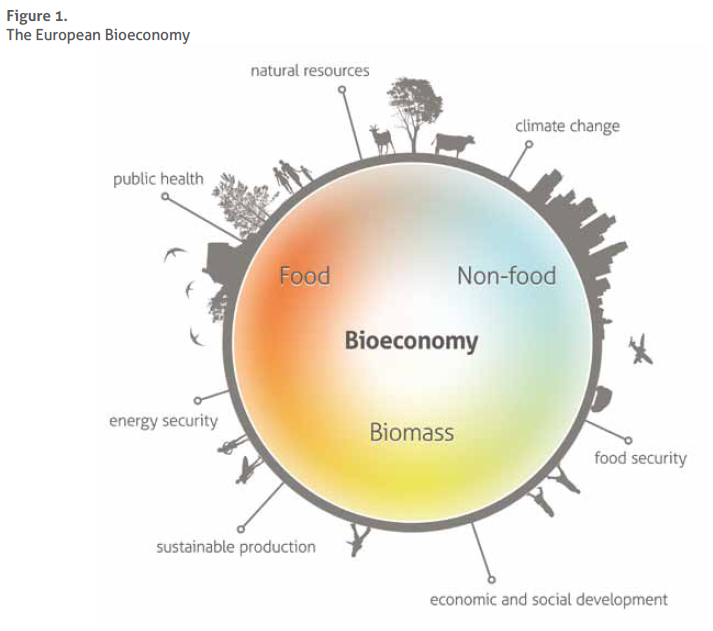 Figure 1.
The European Bioeconomy
natural resources
climate change
public health
Food
Non-food
Bioeconomy
energy security
Biomass
food security
sustainable production
economic and social development